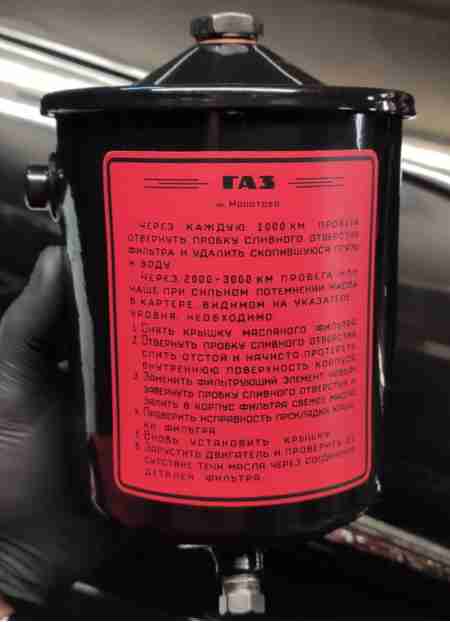 ГАЗ
им. Молотова
ЧЕРЕЗ КАЖДУЮ 1000 КМ ПРОБЕГА
ОТВЕРНУТЬ ПРОБКУ СЛИВНОГО ОТВЕРСТИЯ
ФИЛЬТРА И УДАЛИТЬ СКОПИВШУЮСЯ ГРЯЗЬ
И ВОДУ
ЧЕРЕЗ 2000-3000 КМ ПРОБЕГА ИЛИ
ЧАЩЕ ПРИ СИЛЬНОМ ПОТЕМНЕНИИ МАСЛА
В КАРТЕРЕ, ВИДИМОМ НА УКАЗАТЕЛЕ
УРОВНЯ, НЕОБХОДИМО:
1. СНЯТЬ КРЫШКУ МАСЛЯНОГО ФИЛЬТРА
2. ОТВЕРНУТЬ ПРОБКУ СЛИВНОГО ОТВЕРСТИЯ,
СЛИТЬ ОТСТОЙ И НАЧИСТО ПРОТЕРЕТЬ
ВНУТРЕННЮЮ ПОВЕРХНОСТЬ КОРПУСА
3. ЗАМЕНИТЬ ФИЛЬТРУЮЩИЙ ЭЛЕМЕНТ НОВЫМ,
ЗАВЕРНУТЬ ПРОБКУ СЛИВНОГО ОТВЕРСТИЯ И
ЗАЛИТЬ В КОРПУС ФИЛЬТРА СВЕЖЕЕ МАСЛО
4. ПРОВЕРИТЬ ИСПРАВНОСТЬ ПРОКЛАДКИ КРЫШ-
КИ ФИЛЬТРА
5. ВНОВЬ УСТАНОВИТЬ КРЫШКУ
6. ЗАПУСТИТЬ ДВИГАТЕЛЬ И ПРОВЕРИТЬ ОТ-
СУТСТВИЕ ТЕЧИ МАСЛА ЧЕРЕЗ СОЕДИНЕНИЯ
ДЕТАЛЕЙ ФИЛЬТРА